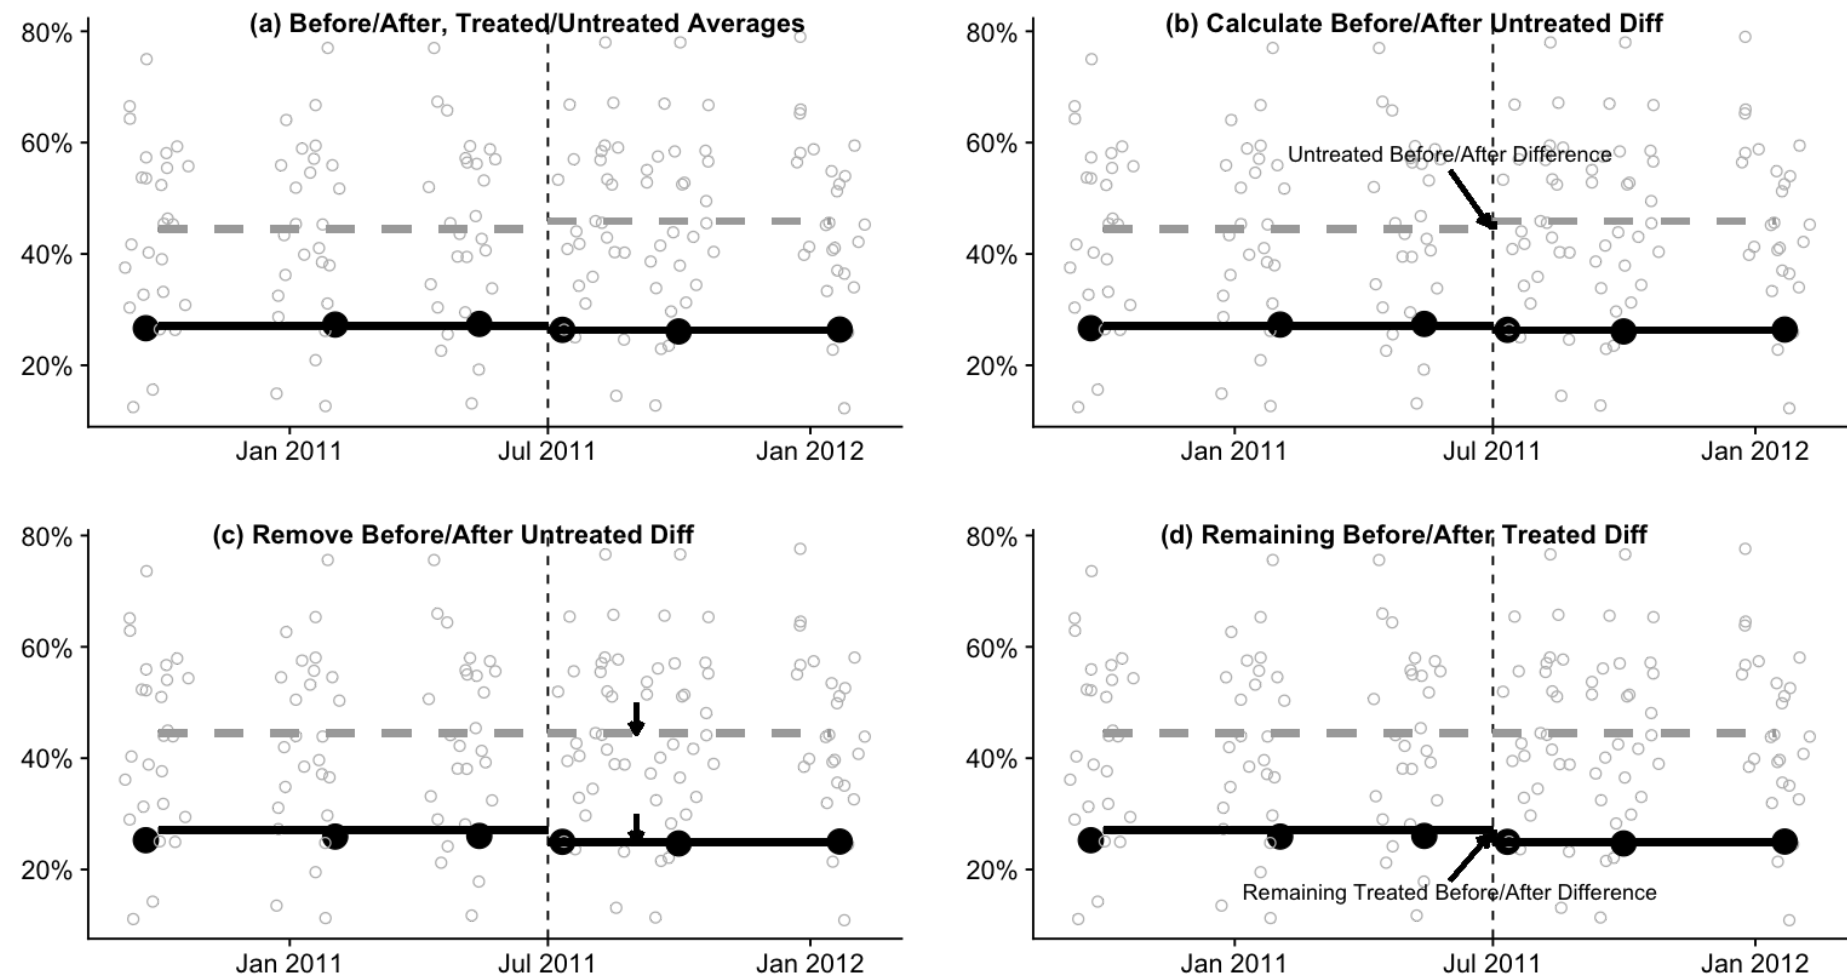 (a) Before/After, Treated/Untreated Averages
80%
60%
40%
20%
Jan 2011
Jul 2011
Jan 2012
(b) Calculate Before/After Untreated Diff
80%
60%
40%
20%
Untreated Before/After Difference
Jan 2011
Jul 2011
Jan 2012
(c) Remove Before/After Untreated Diff
80%
60%
40%
20%
Jan 2011
Jul 2011
Jan 2012
(d) Remaining Before/After Treated Diff
80%
60%
40%
20%
Remaining Treated Before/After Difference
Jan 2011
Jul 2011
Jan 2012